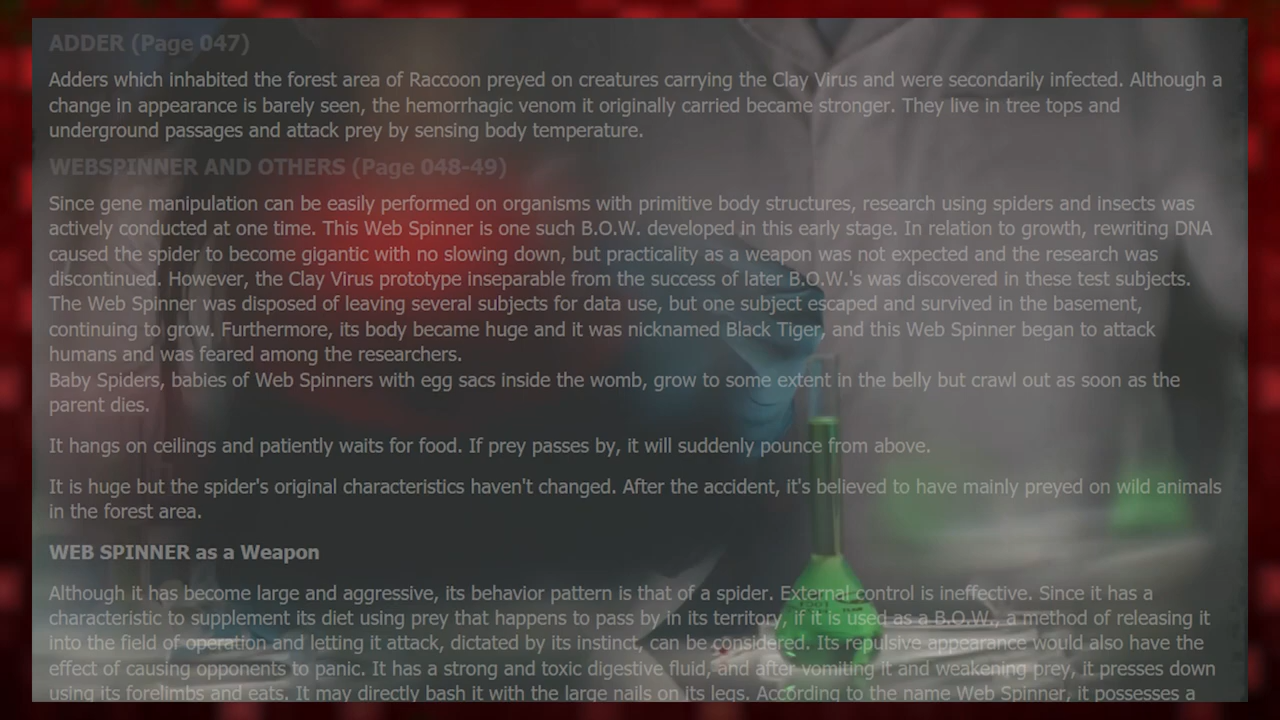 ADDER (Page 047)
Adders which inhabited the forest area of Raccoon preyed on creatures carrying the Clay Virus and were secondarily infected. Although a
change in appearance is barely seen, the hemorrhagic venom it originally carried became stronger. They live in tree tops and
underground passages and attack prey by sensing body temperature.
WEBSPINNER AND OTHERS (Page 048-49)
Since gene manipulation can be easily performed on organisms with primitive body structures, research using spiders and insects was
actively conducted at one time. This Web Spinner is one such B.O.W. developed in this early stage. In relation to growth, rewriting DNA
caused the spider to become gigantic with no slowing down, but practicality as a weapon was not expected and the research was
discontinued. However, the Clay Virus prototype inseparable from the success of later B.O.W.'s was discovered in these test subjects.
The Web Spinner was disposed of leaving several subjects for data use, but one subject escaped and survived in the basement,
continuing to grow. Furthermore, its body became huge and it was nicknamed Black Tiger, and this Web Spinner began to attack
humans and was feared among the researchers.
Baby Spiders, babies of Web Spinners with egg sacs inside the womb, grow to some extent in the belly but crawl out as soon as the
parent dies.
It hangs on ceilings and patiently waits for food. If prey passes by, it will suddenly pounce from above.
It is huge but the spider's original characteristics haven't changed. After the accident, it's believed to have mainly preyed on wild animals
in the forest area.
WEB SPINNER as a Weapon
Although it has become large and aggressive, its behavior pattern is that of a spider. External control is ineffective. Since it has a
characteristic to supplement its diet using prey that happens to pass by in its territory, if it is used as a B.O.W., a method of releasing it
into the field of operation and letting it attack, dictated by its instinct, can be considered. Its repulsive appearance would also have the
effect of causing opponents to panic. It has a strong and toxic digestive fluid, and after vomiting it and weakening prey, it presses down
using its forelimbs and eats. It may directly bash it with the large nails on its legs. According to the name Web Spinner, it possesses a